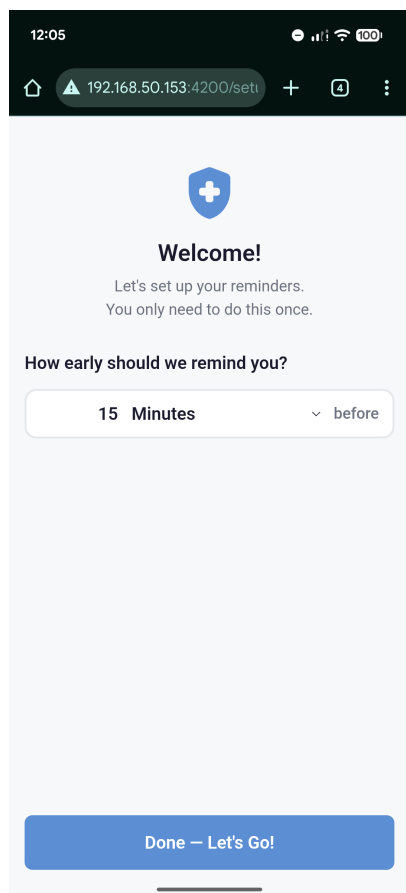 12:05
100
192.168.50.153:4200/setu
4
Welcome!
Let's set up your reminders.
You only need to do this once.
How early should we remind you?
15 Minutes before
Done — Let's Go!